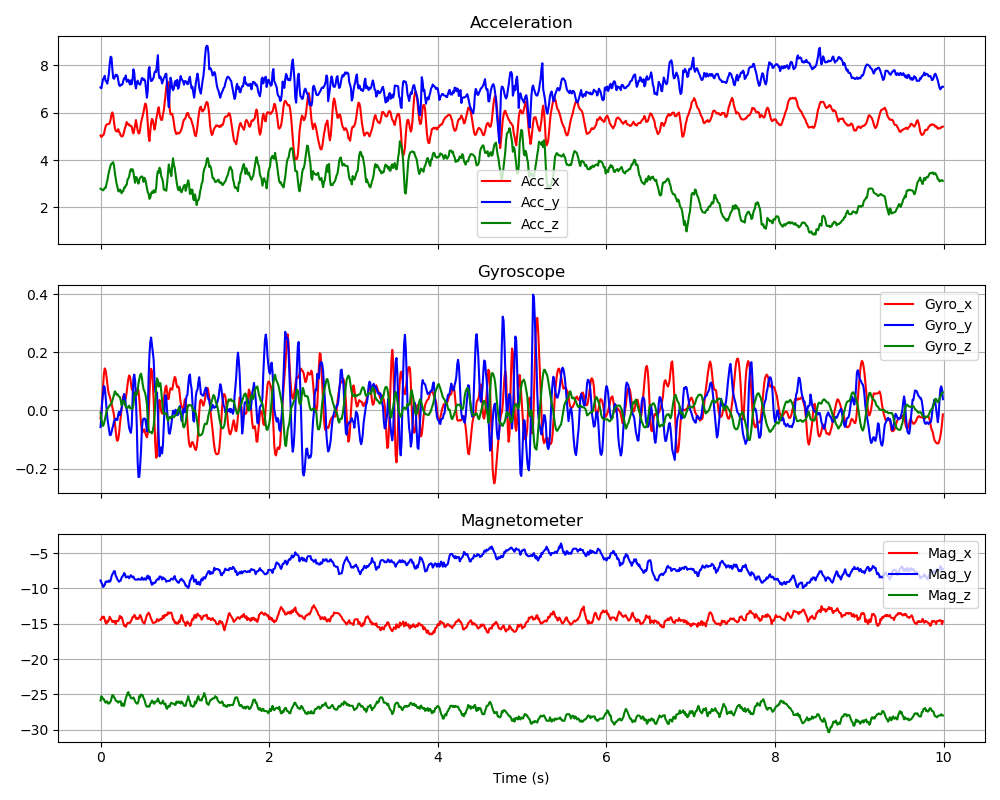 Acceleration
8
6
4
2
Acc_x
Acc_y
Acc_z
Gyroscope
0.4
0.2
0.0
−0.2
Gyro_x
Gyro_y
Gyro_z
Magnetometer
−5
−10
−15
−20
−25
−30
Mag_x
Mag_y
Mag_z
0 2 4 6 8 10
Time (s)